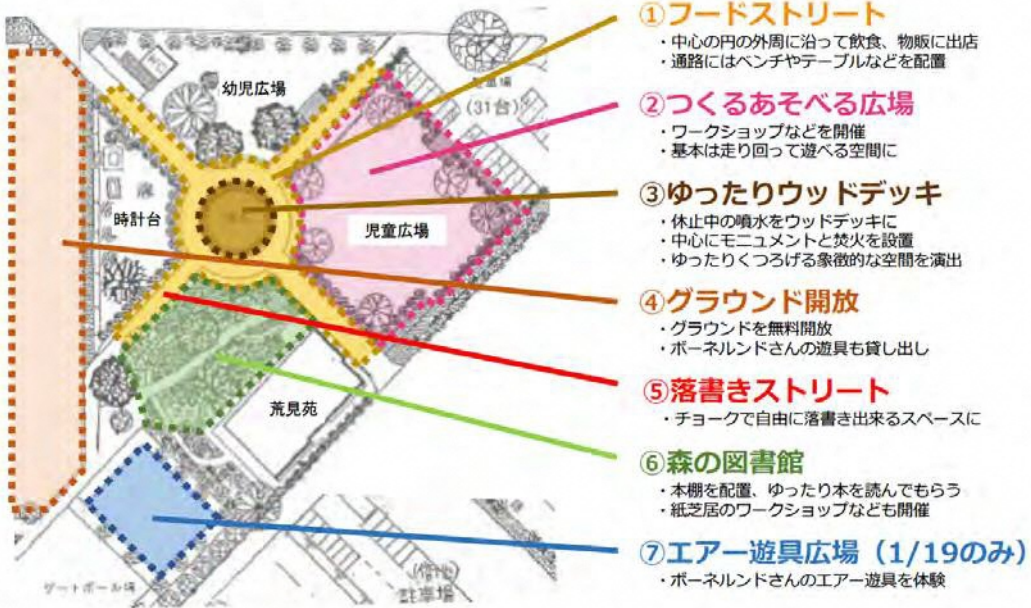 ①フードストリート
・中心の円の外周に沿って飲食、物販に出店
・通路にはベンチやテーブルなどを配置
②つくるあそべる広場
・ワークショップなどを開催
・基本は走り回って遊べる空間に
③ゆったりウッドデッキ
・休止中の噴水をウッドデッキに
・中心にモニュメントと焚火を設置
・ゆったりくつろげる象徴的な空間を演出
④グラウンド開放
・グラウンドを無料開放
・ボーネルンドさんの遊具も貸し出し
⑤落書きストリート
・チョークで自由に落書き出来るスペースに
⑥森の図書館
・本棚を配置、ゆったり本を読んでもらう
・紙芝居のワークショップなども開催
⑦エアー遊具広場（1/19のみ）
・ボーネルンドさんのエアー遊具を体験
幼児広場
(31台)
時計台
児童広場
荒見苑
ゲートボール場
駐車場